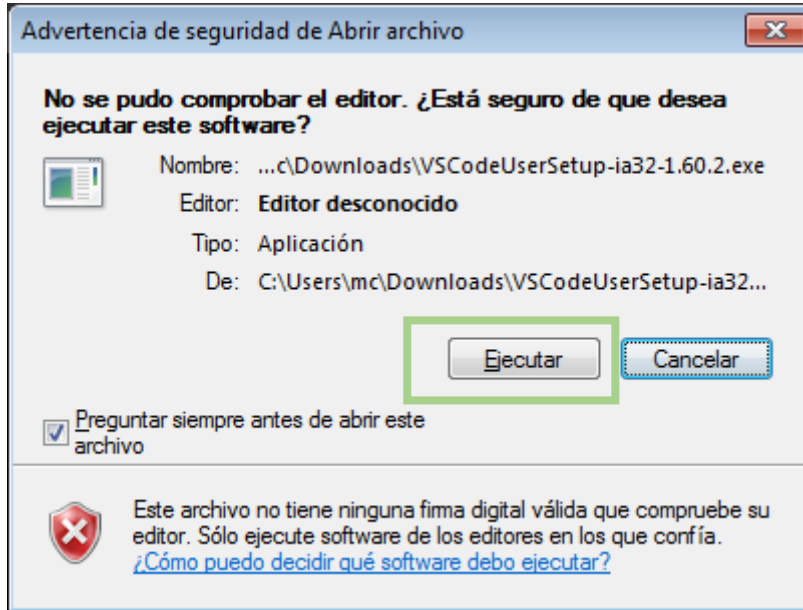 Advertencia de seguridad de Abrir archivo
No se pudo comprobar el editor. ¿Está seguro de que desea
ejecutar este software?
Nombre: ...c\Downloads\VSCodeUserSetup-ia32-1.60.2.exe
Editor: Editor desconocido
Tipo: Aplicación
De: C:\Users\mc\Downloads\VSCodeUserSetup-ia32...
Ejecutar Cancelar
Preguntar siempre antes de abrir este
archivo
Este archivo no tiene ninguna firma digital válida que compruebe su
editor. Sólo ejecute software de los editores en los que confía.
¿Cómo puedo decidir qué software debo ejecutar?